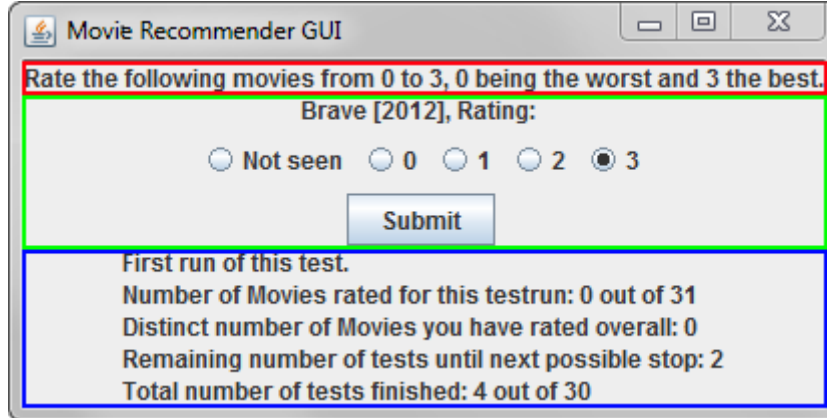 Movie Recommender GUI
Rate the following movies from 0 to 3, 0 being the worst and 3 the best.
Brave [2012], Rating:
Not seen 0 1 2 3
Submit
First run of this test.
Number of Movies rated for this testrun: 0 out of 31
Distinct number of Movies you have rated overall: 0
Remaining number of tests until next possible stop: 2
Total number of tests finished: 4 out of 30